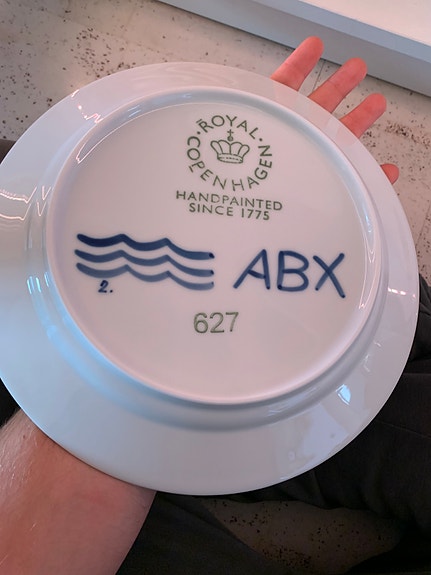 ROYAL COPENHAGEN
HANDPAINTED
SINCE 1775
ABX
2.
627